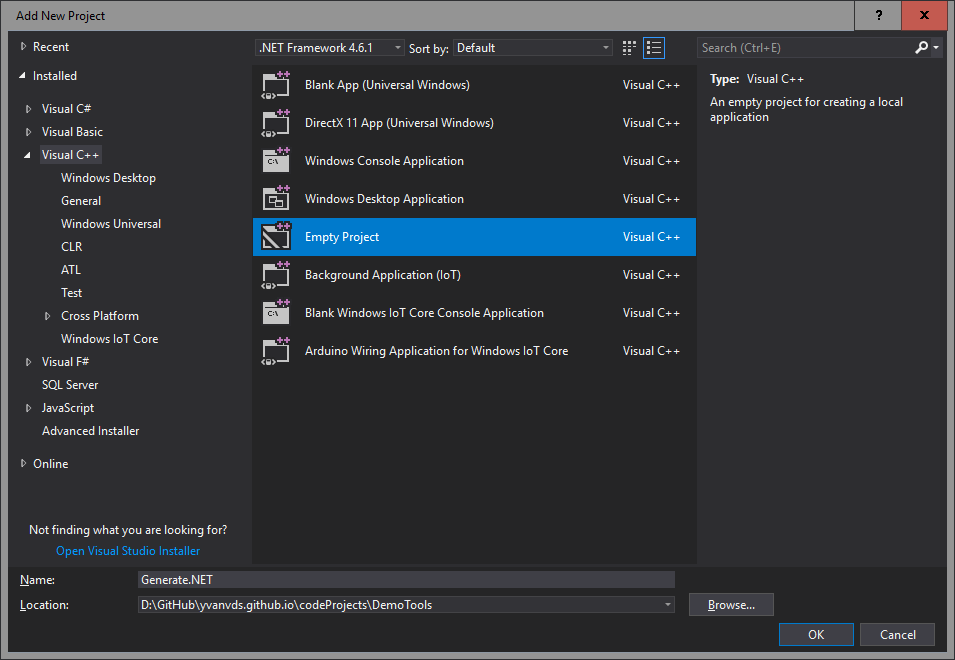 Add New Project
?
x
Recent
Installed
Visual C#
Visual Basic
Visual C++
Windows Desktop
General
Windows Universal
CLR
ATL
Test
Cross Platform
Windows IoT Core
Visual F#
SQL Server
JavaScript
Advanced Installer
Online
Not finding what you are looking for?
Open Visual Studio Installer
.NET Framework 4.6.1 Sort by: Default
Blank App (Universal Windows) Visual C++
DirectX 11 App (Universal Windows) Visual C++
C:\ Windows Console Application Visual C++
Windows Desktop Application Visual C++
Empty Project Visual C++
Background Application (IoT) Visual C++
C:\ Blank Windows IoT Core Console Application Visual C++
Arduino Wiring Application for Windows IoT Core Visual C++
Search (Ctrl+E)
Type: Visual C++
An empty project for creating a local
application
Name: Generate.NET
Location: D:\GitHub\yvanvds.github.io\codeProjects\DemoTools Browse...
OK Cancel